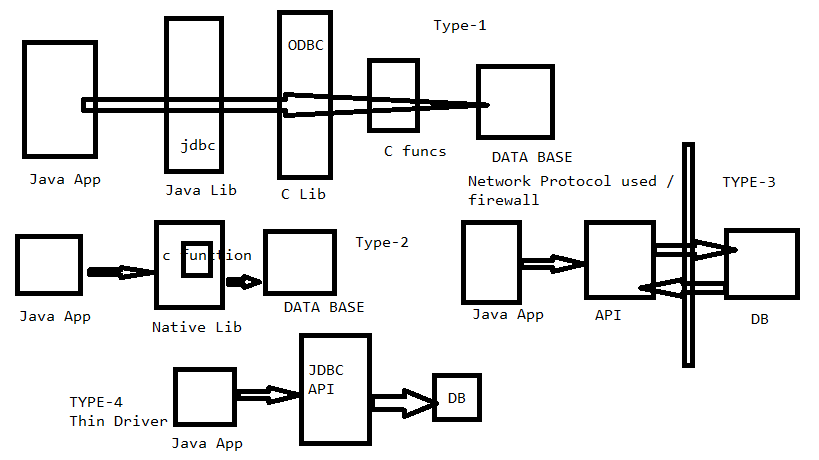 Type-1
ODBC
jdbc
C funcs
DATA BASE
Java App
Java Lib
C Lib
Network Protocol used /
firewall
TYPE-3
Type-2
c function
DATA BASE
Java App
Native Lib
Java App
API
DB
JDBC
API
DB
TYPE-4
Thin Driver
Java App